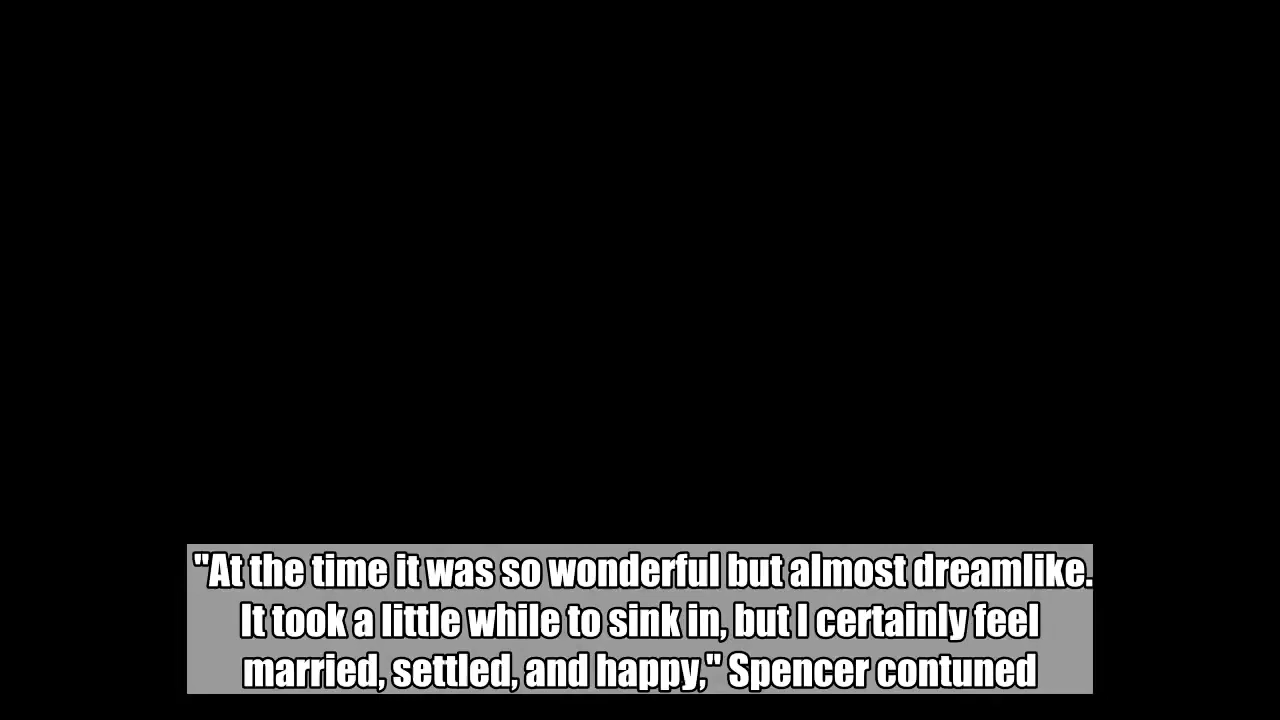 "At the time it was so wonderful but almost dreamlike.
It took a little while to sink in, but I certainly feel
married, settled, and happy," Spencer contuned